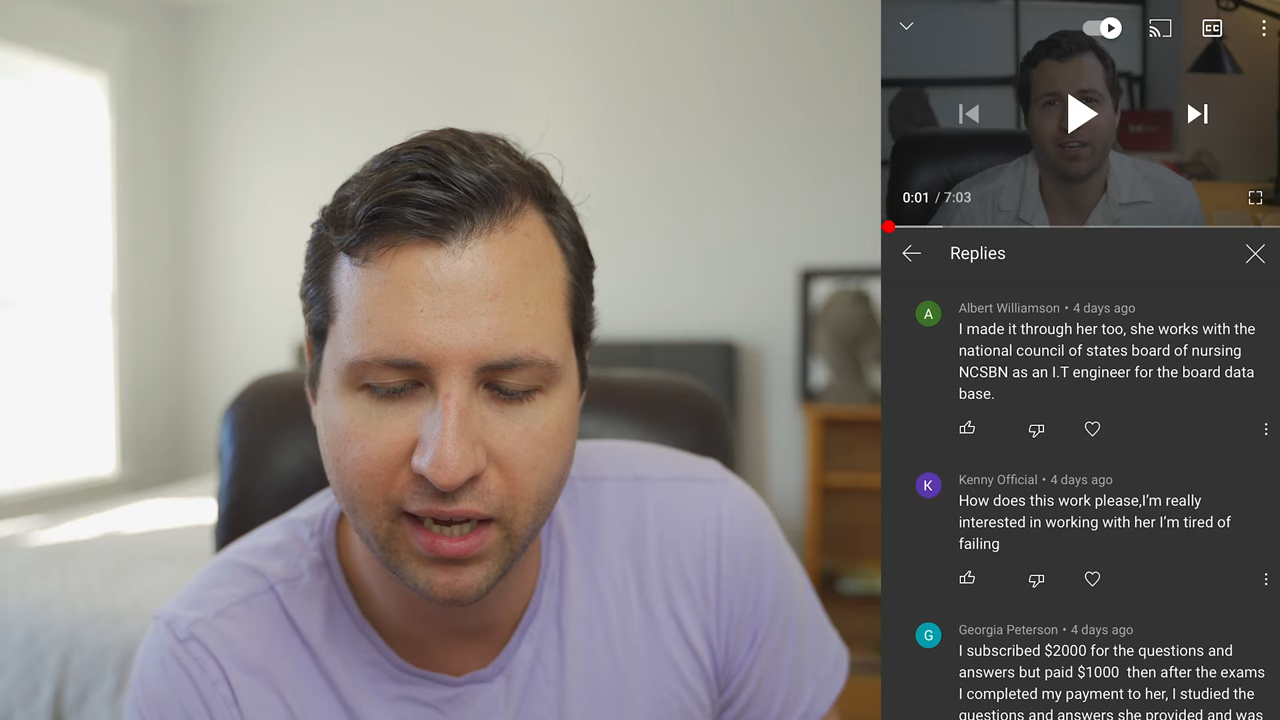 CC
0:01 / 7:03
Replies
A
Albert Williamson • 4 days ago
I made it through her too, she works with the
national council of states board of nursing
NCSBN as an I.T engineer for the board data
base.
K
Kenny Official • 4 days ago
How does this work please,I'm really
interested in working with her I'm tired of
failing
G
Georgia Peterson • 4 days ago
I subscribed $2000 for the questions and
answers but paid $1000  then after the exams
I completed my payment to her, I studied the
questions and answers she provided and was